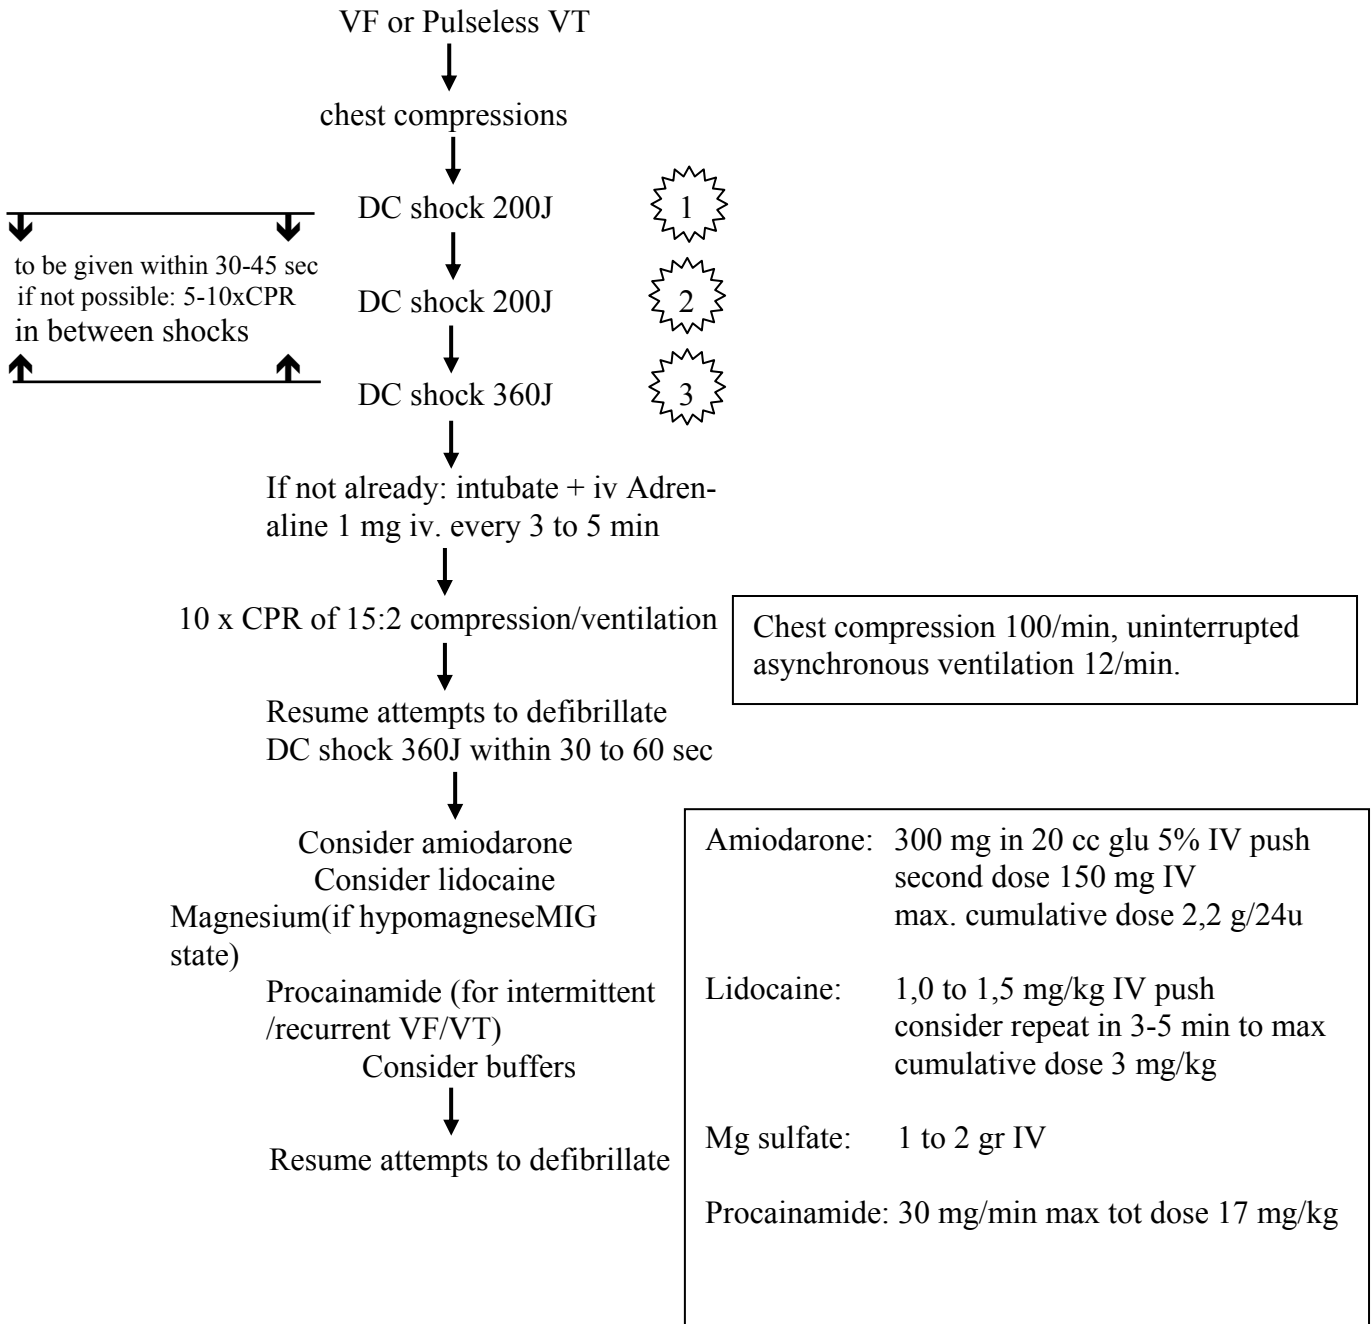 VF or Pulseless VT
chest compressions
DC shock 200J
1
to be given within 30-45 sec
if not possible: 5-10xCPR
in between shocks
DC shock 200J
2
DC shock 360J
3
If not already: intubate + iv Adren-
aline 1 mg iv. every 3 to 5 min
10 x CPR of 15:2 compression/ventilation
Chest compression 100/min, uninterrupted
asynchronous ventilation 12/min.
Resume attempts to defibrillate
DC shock 360J within 30 to 60 sec
Consider amiodarone
Consider lidocaine
Magnesium(if hypomagneseMIG
state)
Procainamide (for intermittent
/recurrent VF/VT)
Consider buffers
Resume attempts to defibrillate
Amiodarone: 300 mg in 20 cc glu 5% IV push
second dose 150 mg IV
max. cumulative dose 2,2 g/24u
Lidocaine: 1,0 to 1,5 mg/kg IV push
consider repeat in 3-5 min to max
cumulative dose 3 mg/kg
Mg sulfate: 1 to 2 gr IV
Procainamide: 30 mg/min max tot dose 17 mg/kg